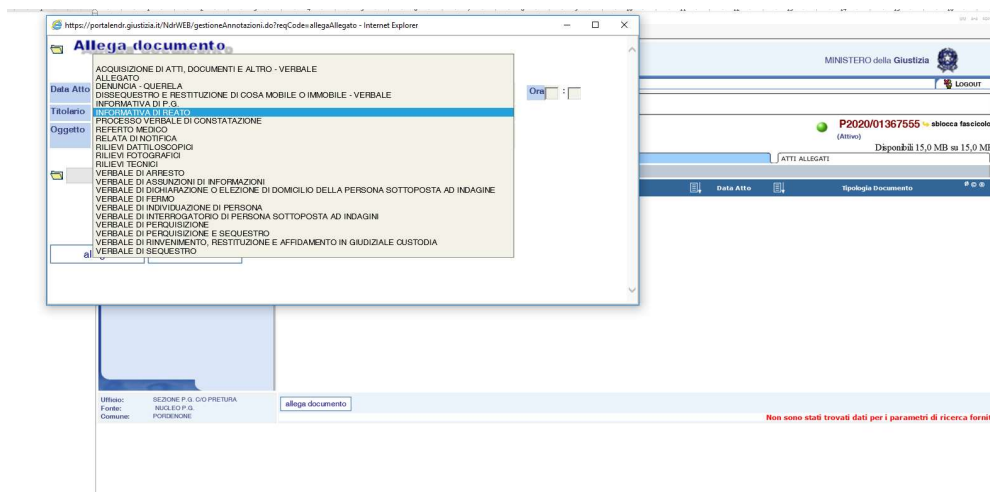 https://portalendr.giustizia.it/NdrWEB/gestioneAnnotazioni.do?reqCode=allegaAllegato - Internet Explorer
Allega documento
ACQUISIZIONE DI ATTI, DOCUMENTI E ALTRO - VERBALE
ALLEGATO
DENUNCIA - QUERELA
DISSEQUESTRO E RESTITUZIONE DI COSA MOBILE O IMMOBILE - VERBALE
INFORMATIVA DI P.G.
INFORMATIVA DI REATO
PROCESSO VERBALE DI CONSTATAZIONE
REFERTO MEDICO
RELATA DI NOTIFICA
RILIEVI DATTILOSCOPICI
RILIEVI FOTOGRAFICI
RILIEVI TECNICI
VERBALE DI ARRESTO
VERBALE DI ASSUNZIONI DI INFORMAZIONI
VERBALE DI DICHIARAZIONE O ELEZIONE DI DOMICILIO DELLA PERSONA SOTTOPOSTA AD INDAGINE
VERBALE DI FERMO
VERBALE DI INDIVIDUAZIONE DI PERSONA
VERBALE DI INTERROGATORIO DI PERSONA SOTTOPOSTA AD INDAGINI
VERBALE DI PERQUISIZIONE
VERBALE DI PERQUISIZIONE E SEQUESTRO
VERBALE DI RINVENIMENTO, RESTITUZIONE E AFFIDAMENTO IN GIUDIZIALE CUSTODIA
VERBALE DI SEQUESTRO
Data Atto
Ora :
Titolario
Oggetto
al
MINISTERO della Giustizia
LOGOUT
P2020/01367555 sblocca fascicolo
(Attivo)
Disponibili 15,0 MB su 15,0 MB
ATTI ALLEGATI
Data Atto Tipologia Documento
Ufficio: SEZIONE P.G. C/O PRETURA
Fonte: NUCLEO P.G.
Comune: PORDENONE
allega documento
Non sono stati trovati dati per i parametri di ricerca forniti